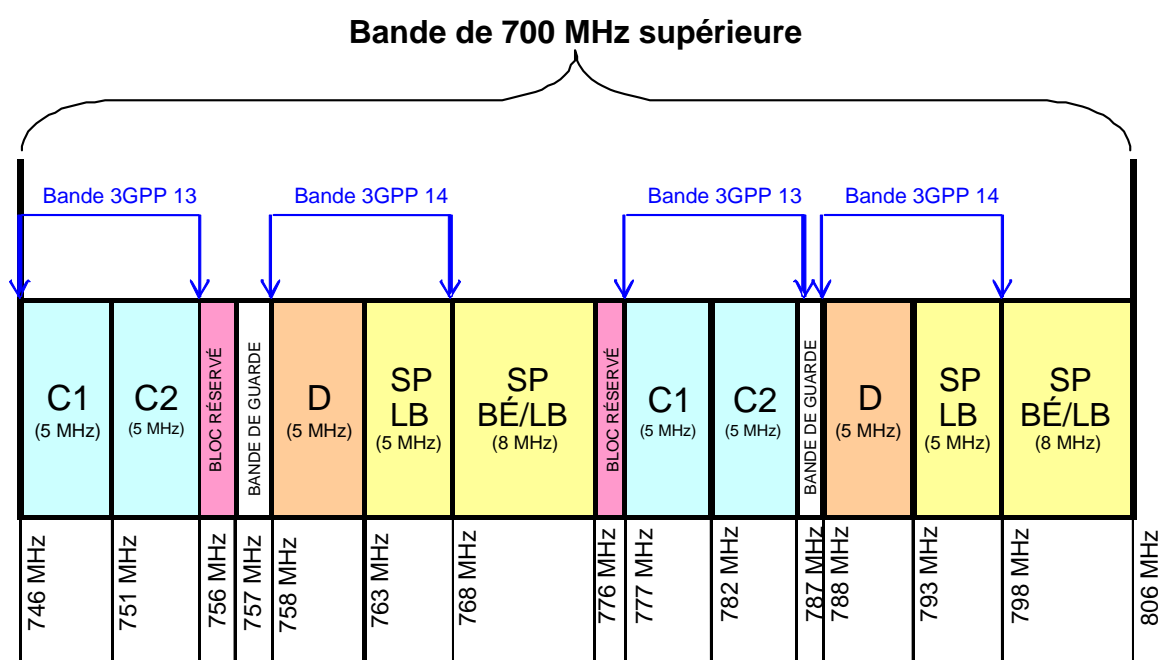 Bande de 700 MHz supérieure
Bande 3GPP 13
Bande 3GPP 14
Bande 3GPP 13
Bande 3GPP 14
C1
(5 MHz)
C2
(5 MHz)
BLOC RÉSERVÉ
BANDE DE GUARDE
D
(5 MHz)
SP
LB
(5 MHz)
SP
BÉ/LB
(8 MHz)
BLOC RÉSERVÉ
C1
(5 MHz)
C2
(5 MHz)
BANDE DE GUARDE
D
(5 MHz)
SP
LB
(5 MHz)
SP
BÉ/LB
(8 MHz)
746 MHz
751 MHz
756 MHz
757 MHz
758 MHz
763 MHz
768 MHz
776 MHz
777 MHz
782 MHz
787 MHz
788 MHz
793 MHz
798 MHz
806 MHz